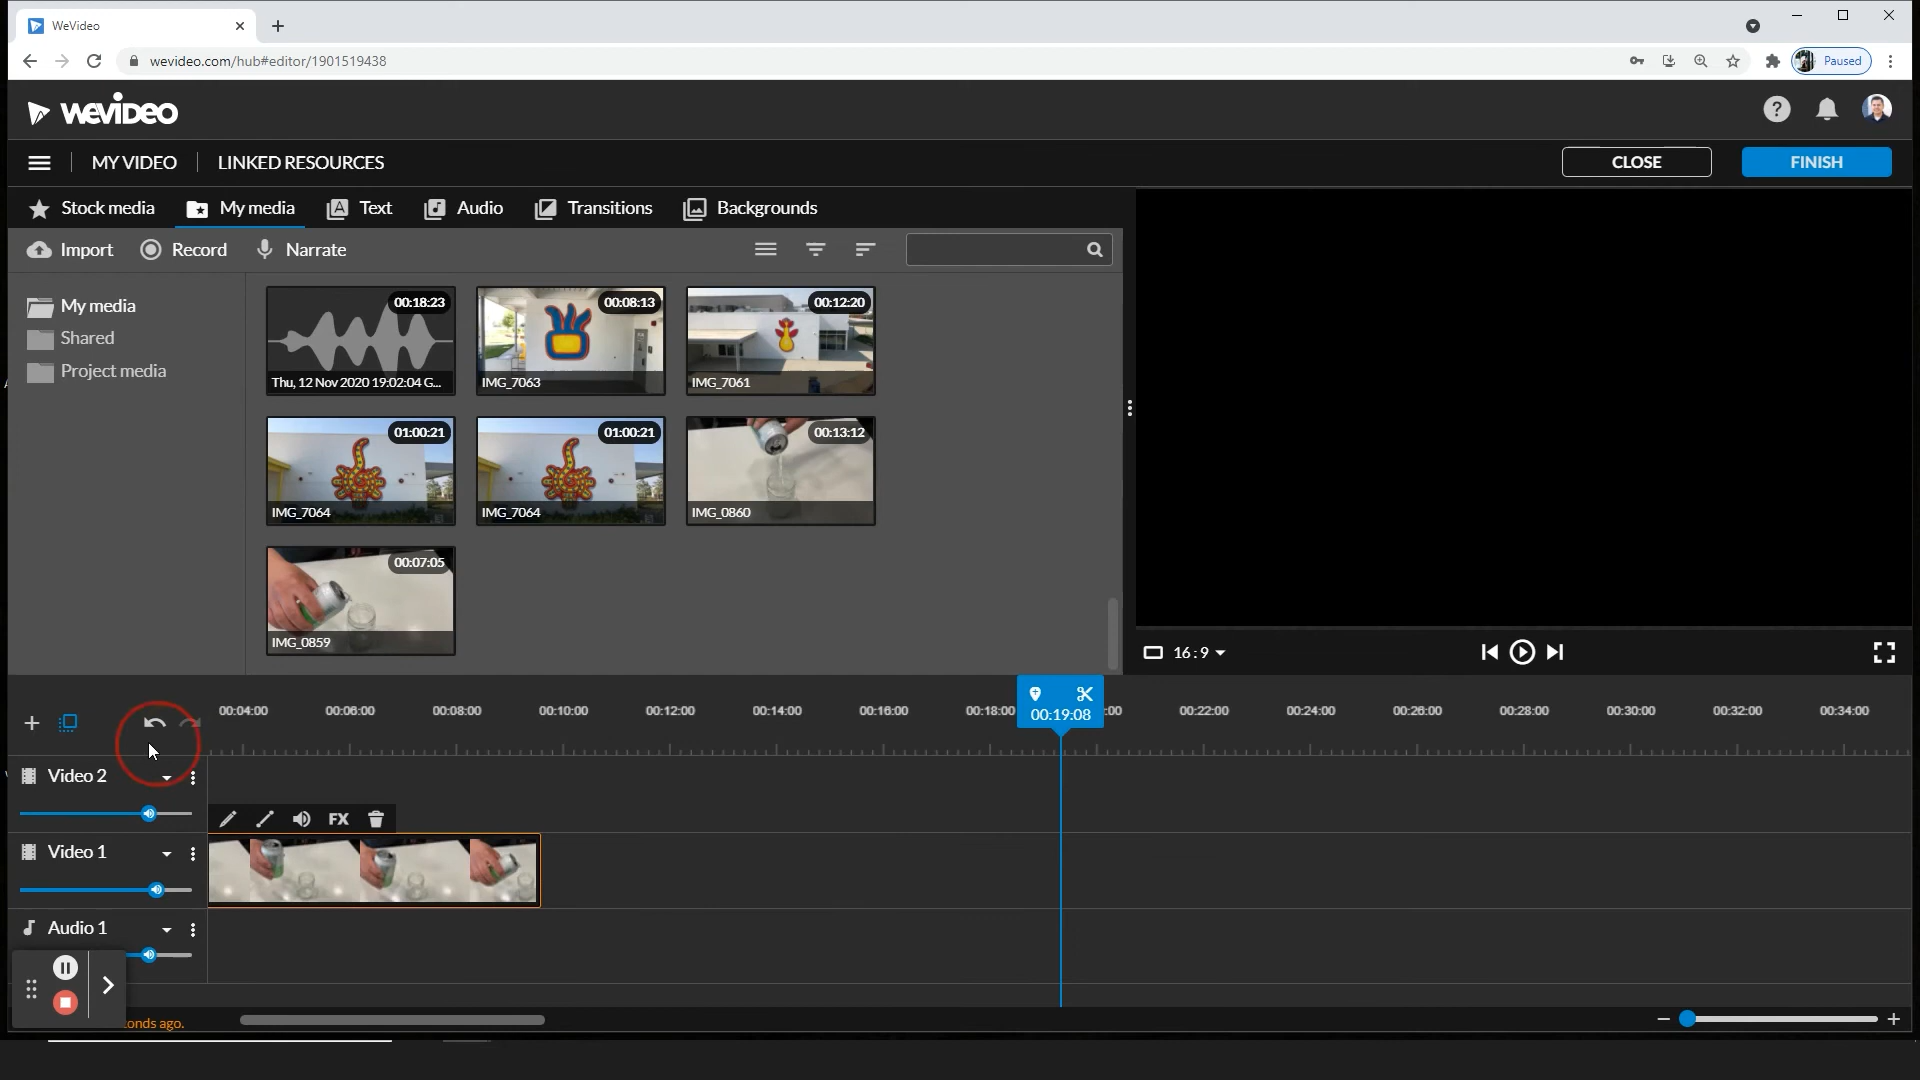 WeVideo
wevideo.com/hub#editor/1901519438
Paused
WEVIDEO
MY VIDEO
LINKED RESOURCES
CLOSE
FINISH
Stock media
My media
Text
Audio
Transitions
Backgrounds
Import
Record
Narrate
My media
Shared
Project media
00:18:23
Thu, 12 Nov 2020 19:02:04 G...
00:08:13
IMG_7063
00:12:20
IMG_7061
01:00:21
IMG_7064
01:00:21
IMG_7064
00:13:12
IMG_0860
00:07:05
IMG_0859
16:9
00:04:00
00:06:00
00:08:00
00:10:00
00:12:00
00:14:00
00:16:00
00:18:00
00:19:08
:00
00:22:00
00:24:00
00:26:00
00:28:00
00:30:00
00:32:00
00:34:00
Video 2
FX
Video 1
Audio 1
onds ago.